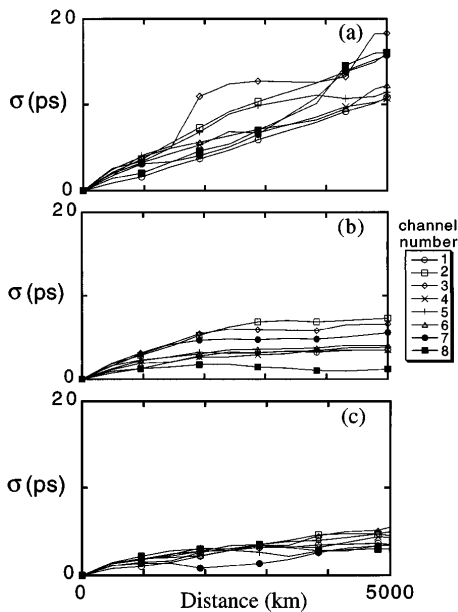 20
(a)
σ (ps)
0
20
(b)
σ (ps)
0
channel
number
1
2
3
4
5
6
7
8
20
(c)
σ (ps)
0
0
5000
Distance (km)